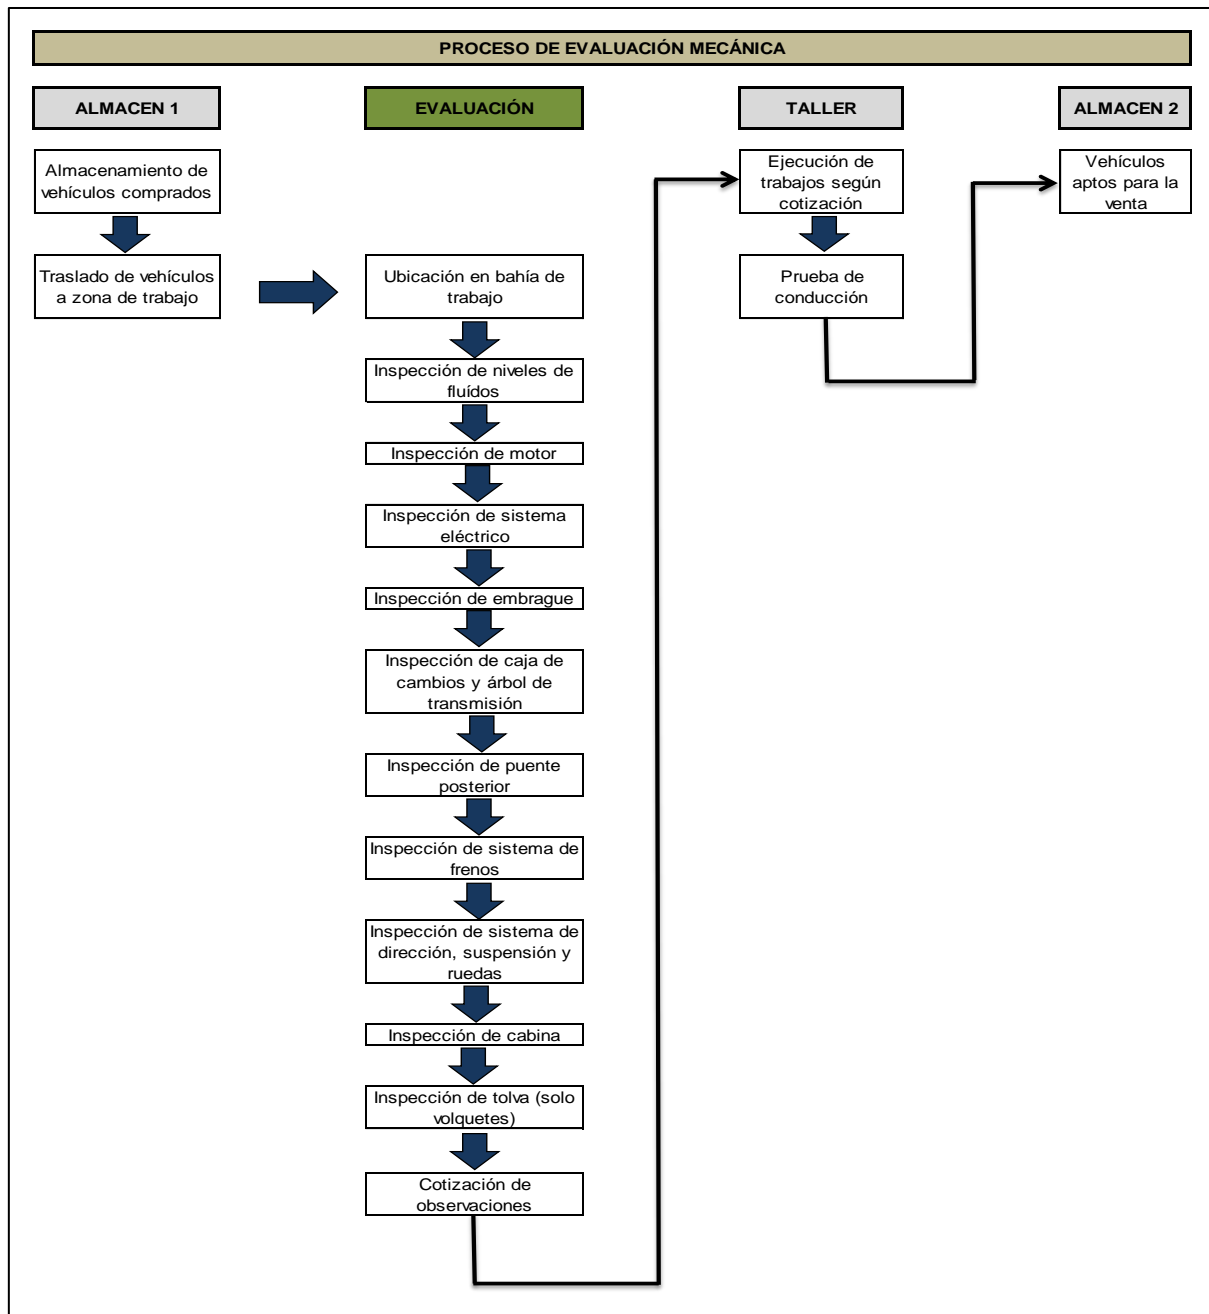 PROCESO DE EVALUACIÓN MECÁNICA
ALMACEN 1
Almacenamiento de
vehículos comprados
Traslado de vehículos
a zona de trabajo
EVALUACIÓN
Ubicación en bahía de
trabajo
Inspección de niveles de
fluídos
Inspección de motor
Inspección de sistema
eléctrico
Inspección de embrague
Inspección de caja de
cambios y árbol de
transmisión
Inspección de puente
posterior
Inspección de sistema de
frenos
Inspección de sistema de
dirección, suspensión y
ruedas
Inspección de cabina
Inspección de tolva (solo
volquetes)
Cotización de
observaciones
TALLER
Ejecución de
trabajos según
cotización
Prueba de
conducción
ALMACEN 2
Vehículos
aptos para la
venta